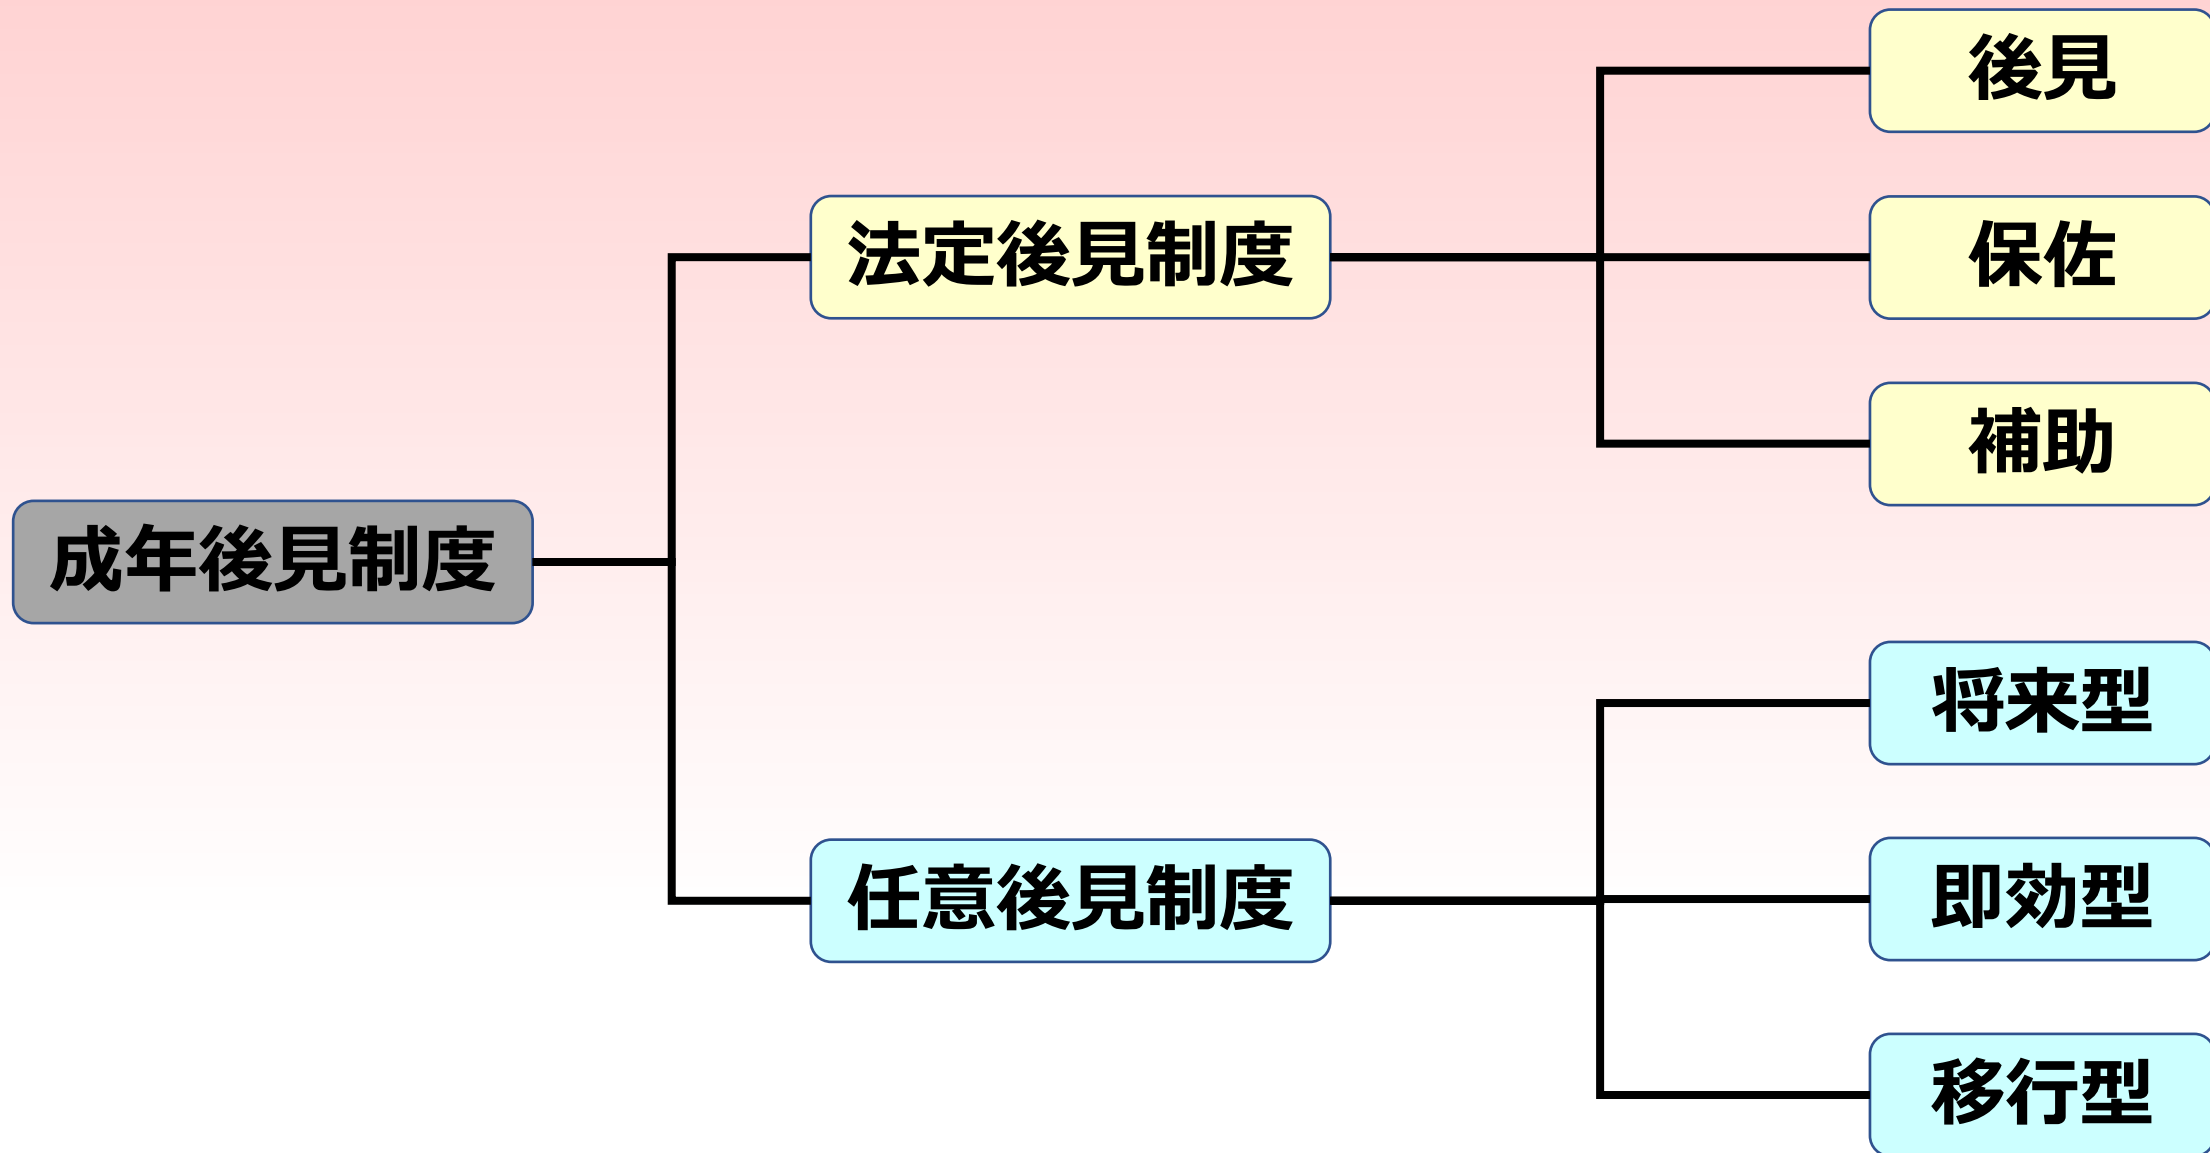 後見
法定後見制度
保佐
補助
成年後見制度
将来型
任意後見制度
即効型
移行型